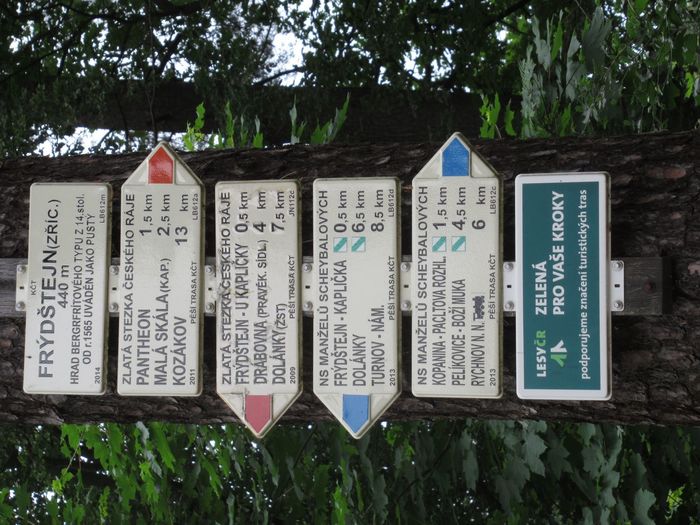 KČT
FRÝDŠTEJN(ZŘÍC.)
440 m
HRAD BERGRFRITOVÉHO TYPU Z 14.stol.
OD r.1565 UVÁDĚN JAKO PUSTÝ
2014 LB612m
ZLATÁ STEZKA ČESKÉHO RÁJE
PANTHEON 1,5 km
MALÁ SKÁLA (KAP.) 2,5 km
KOZÁKOV 13 km
2011 PĚŠÍ TRASA KČT LB612a
ZLATÁ STEZKA ČESKÉHO RÁJE
FRÝDŠTEJN-U KAPLIČKY 0,5 km
DRÁBOVNA (PRAVĚK. SÍDL.) 4 km
DOLÁNKY (ŽST) 7,5 km
2009 PĚŠÍ TRASA KČT JN112c
NS MANŽELŮ SCHEYBALOVÝCH
FRÝDŠTEJN - KAPLIČKA 0,5 km
DOLÁNKY 6,5 km
TURNOV - NÁM. 8,5 km
2013 PĚŠÍ TRASA KČT LB612d
NS MANŽELŮ SCHEYBALOVÝCH
KOPANINA - PACLTOVA ROZHL. 1,5 km
PELÍKOVICE - BOŽÍ MUKA 4,5 km
RYCHNOV N. N. 6 km
2013 PĚŠÍ TRASA KČT LB612c
LESY ČR
ZELENÁ
PRO VAŠE KROKY
podporujeme značení turistických tras